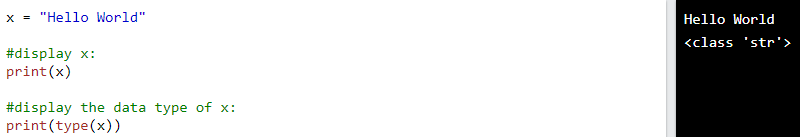 x = "Hello World"
#display x:
print(x)
#display the data type of x:
print(type(x))
Hello World
<class 'str'>